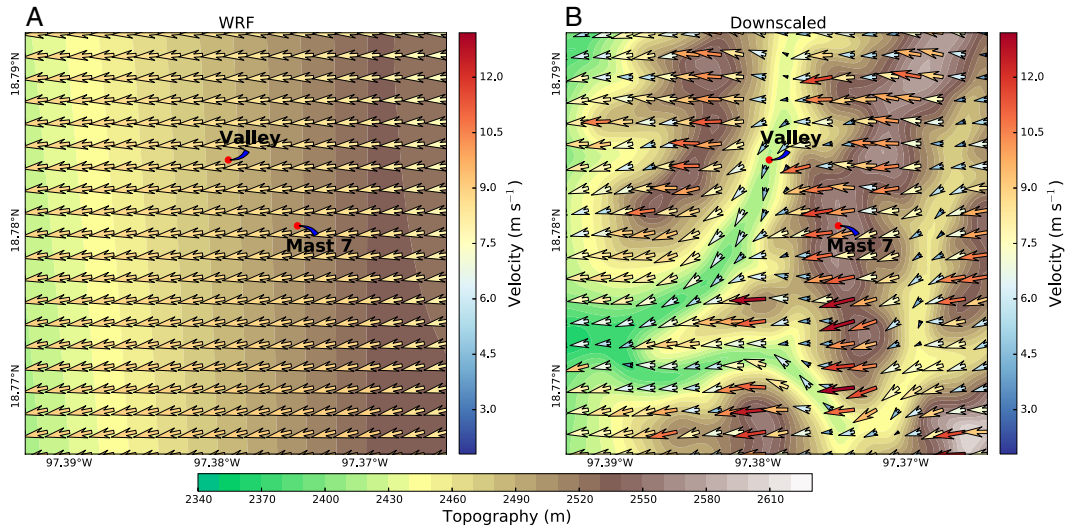 A
WRF
18.79°N
18.78°N
18.77°N
97.39°W
97.38°W
97.37°W
Valley
Mast 7
12.0
10.5
9.0
7.5
6.0
4.5
3.0
Velocity (m s⁻¹)
B
Downscaled
18.79°N
18.78°N
18.77°N
97.39°W
97.38°W
97.37°W
Valley
Mast 7
12.0
10.5
9.0
7.5
6.0
4.5
3.0
Velocity (m s⁻¹)
2340 2370 2400 2430 2460 2490 2520 2550 2580 2610
Topography (m)